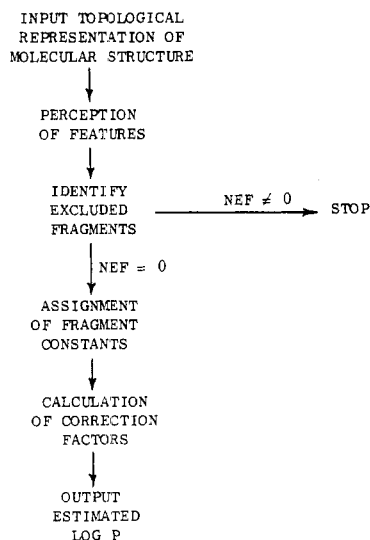 INPUT TOPOLOGICAL
REPRESENTATION OF
MOLECULAR STRUCTURE
PERCEPTION
OF FEATURES
IDENTIFY
EXCLUDED
FRAGMENTS
NEF ≠ 0
STOP
NEF = 0
ASSIGNMENT
OF FRAGMENT
CONSTANTS
CALCULATION
OF CORRECTION
FACTORS
OUTPUT
ESTIMATED
LOG P